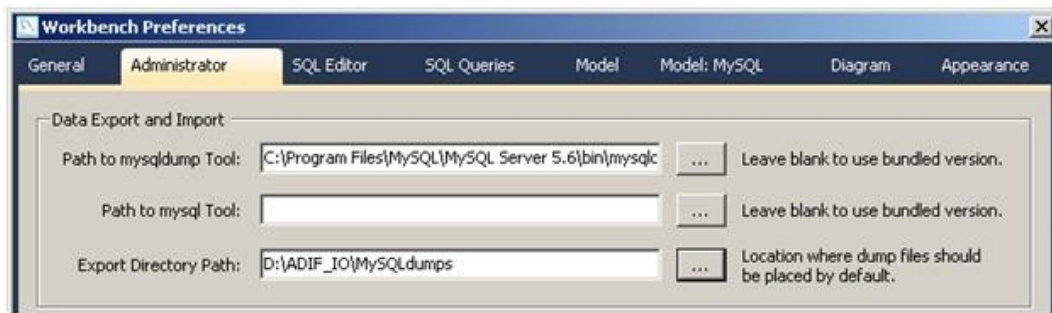 Workbench Preferences
General Administrator SQL Editor SQL Queries Model Model: MySQL Diagram Appearance
Data Export and Import
Path to mysqldump Tool: C:\Program Files\MySQL\MySQL Server 5.6\bin\mysqlc ... Leave blank to use bundled version.
Path to mysql Tool: ... Leave blank to use bundled version.
Export Directory Path: D:\ADIF_IO\MySQLdumps ... Location where dump files should
be placed by default.